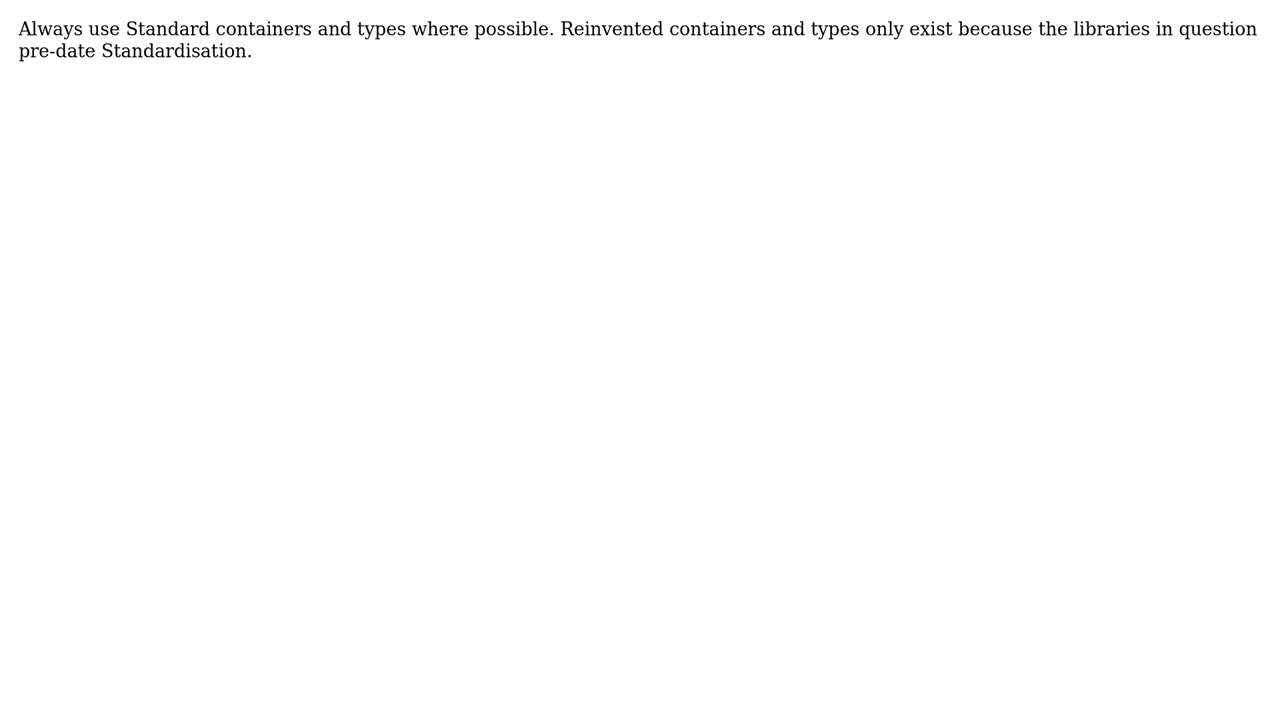 Always use Standard containers and types where possible. Reinvented containers and types only exist because the libraries in question
pre-date Standardisation.